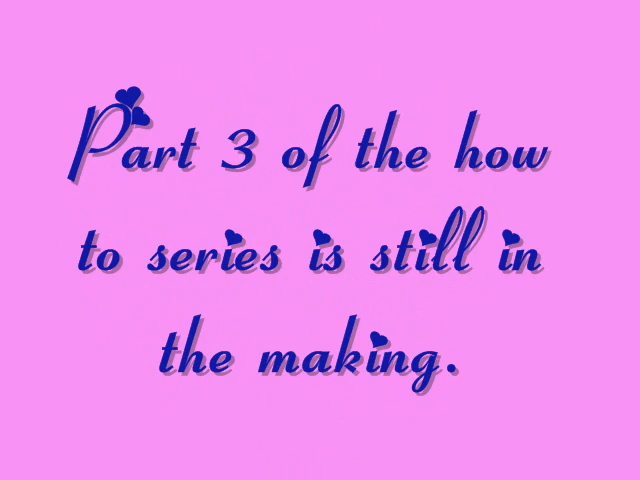 Part 3 of the how
to series is still in
the making.